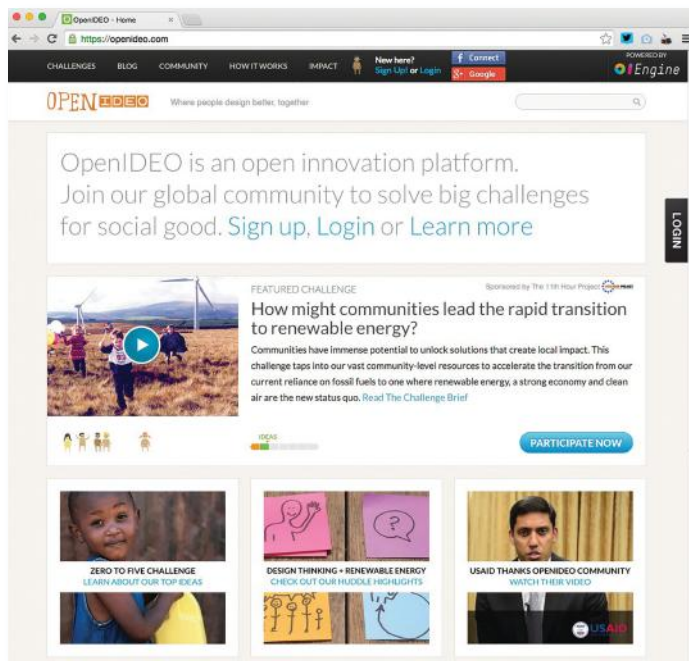 OpenIDEO - Home
https://openideo.com
CHALLENGES BLOG COMMUNITY HOW IT WORKS IMPACT
New here?
Sign Up! or Login
f Connect
g+ Google
POWERED BY
OI Engine
OPEN IDEO
Where people design better, together
OpenIDEO is an open innovation platform.
Join our global community to solve big challenges
for social good. Sign up, Login or Learn more
LOGIN
FEATURED CHALLENGE
Sponsored by The 11th Hour Project
How might communities lead the rapid transition
to renewable energy?
Communities have immense potential to unlock solutions that create local impact. This
challenge taps into our vast community-level resources to accelerate the transition from our
current reliance on fossil fuels to one where renewable energy, a strong economy and clean
air are the new status quo. Read The Challenge Brief
IDEAS
PARTICIPATE NOW
ZERO TO FIVE CHALLENGE
LEARN ABOUT OUR TOP IDEAS
DESIGN THINKING + RENEWABLE ENERGY
CHECK OUT OUR HUDDLE HIGHLIGHTS
USAID THANKS OPENIDEO COMMUNITY
WATCH THEIR VIDEO
?
USAID